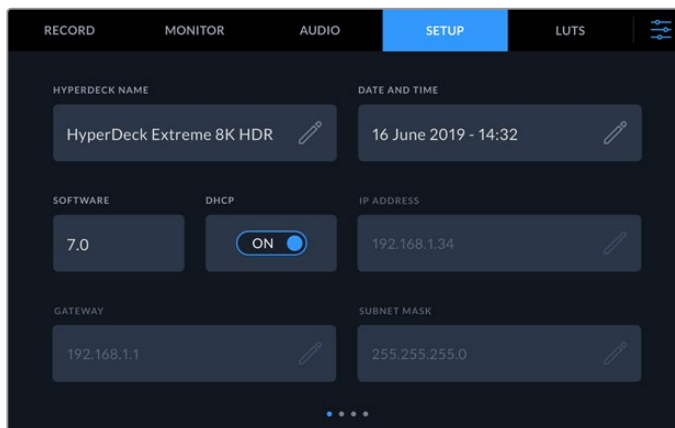 RECORD MONITOR AUDIO SETUP LUTS
HYPERDECK NAME DATE AND TIME
HyperDeck Extreme 8K HDR 16 June 2019 - 14:32
SOFTWARE DHCP IP ADDRESS
7.0 ON 192.168.1.34
GATEWAY SUBNET MASK
192.168.1.1 255.255.255.0